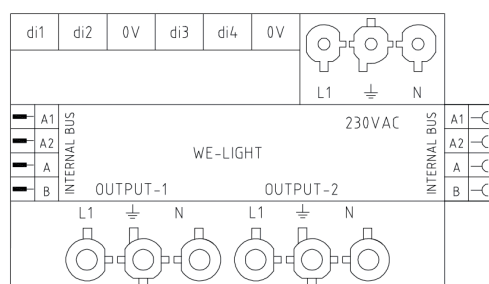 di1 di2 0V di3 di4 0V
L1 ⏚ N
230VAC
A1 A1
A2 A2
A A
B B
INTERNAL BUS
INTERNAL BUS
WE-LIGHT
OUTPUT-1 OUTPUT-2
L1 ⏚ N L1 ⏚ N